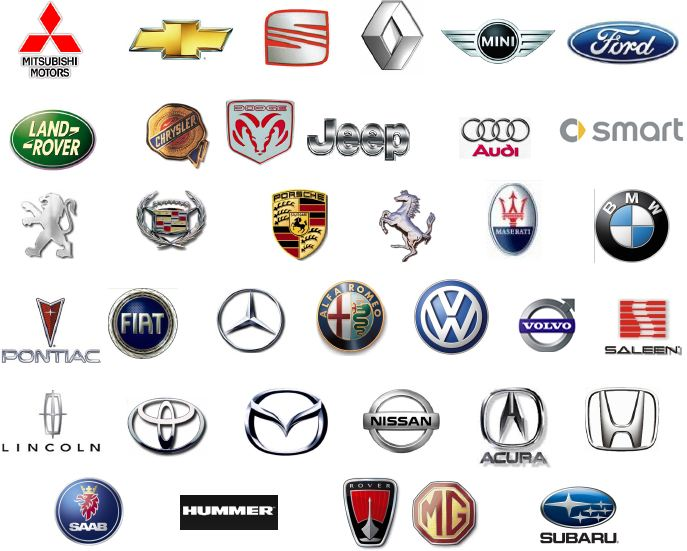 MITSUBISHI
MOTORS
MINI
Ford
LAND-
ROVER
CHRYSLER
DODGE
Jeep
Audi
smart
PORSCHE
MASERATI
BMW
PONTIAC
FIAT
ALFA ROMEO
VW
VOLVO
SALEEN
LINCOLN
NISSAN
ACURA
SAAB
HUMMER
ROVER
MG
SUBARU